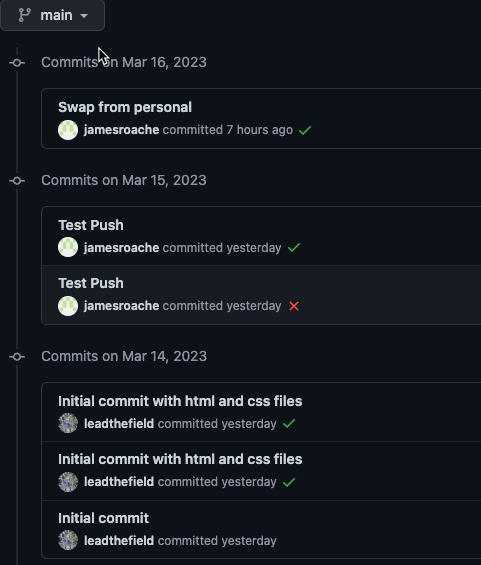 main
Commits on Mar 16, 2023
Swap from personal
jamesroache committed 7 hours ago
Commits on Mar 15, 2023
Test Push
jamesroache committed yesterday
Test Push
jamesroache committed yesterday
Commits on Mar 14, 2023
Initial commit with html and css files
leadthefield committed yesterday
Initial commit with html and css files
leadthefield committed yesterday
Initial commit
leadthefield committed yesterday